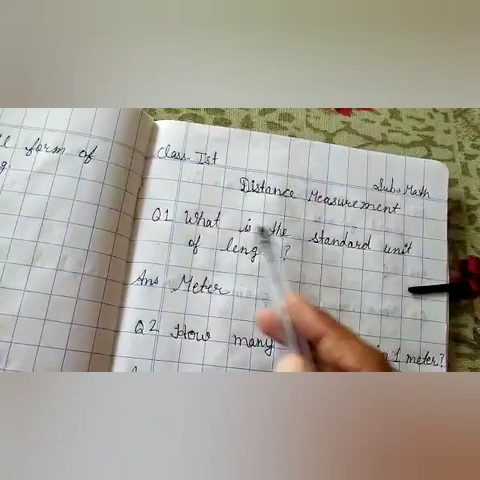 form of
Class- Ist
Sub- Math
Distance Measurement
Q1 What is the standard unit
of leng ?
Ans Meter
Q2 How many in 1 meter?